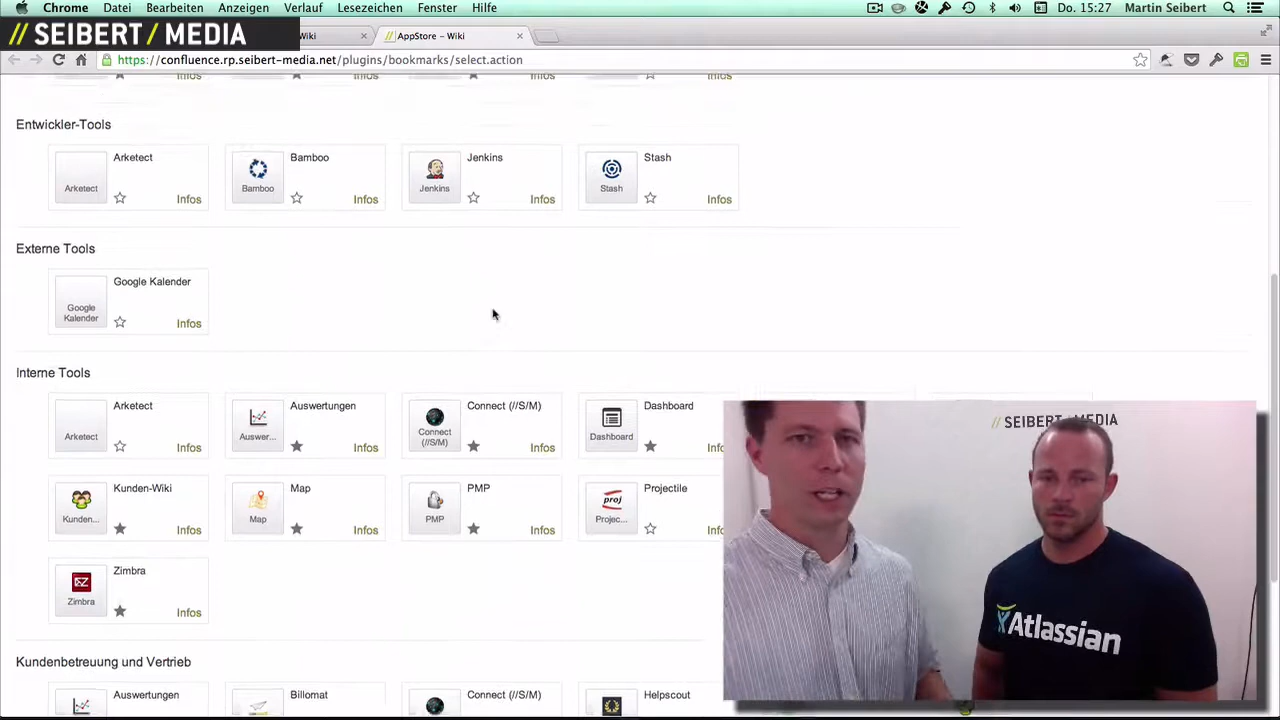 Chrome Datei Bearbeiten Anzeigen Verlauf Lesezeichen Fenster Hilfe Do. 15:27 Martin Seibert
// SEIBERT / MEDIA
Wiki
AppStore – Wiki
https://confluence.rp.seibert-media.net/plugins/bookmarks/select.action
Infos Infos Infos Infos
Entwickler-Tools
Arketect Bamboo Jenkins Stash
Arketect Bamboo Jenkins Stash
Infos Infos Infos Infos
Externe Tools
Google Kalender
Google
Kalender
Infos
Interne Tools
Arketect Auswertungen Connect (//S/M) Dashboard
Arketect Auswer... Connect
(//S/M) Dashboard
Infos Infos Infos
Kunden-Wiki Map PMP Projectile
proj
Kunden... Map PMP Projec...
Infos Infos Infos
Zimbra
Zimbra
Infos
Kundenbetreuung und Vertrieb
Auswertungen Billomat Connect (//S/M) Helpscout
// SEIBERT / MEDIA
Atlassian